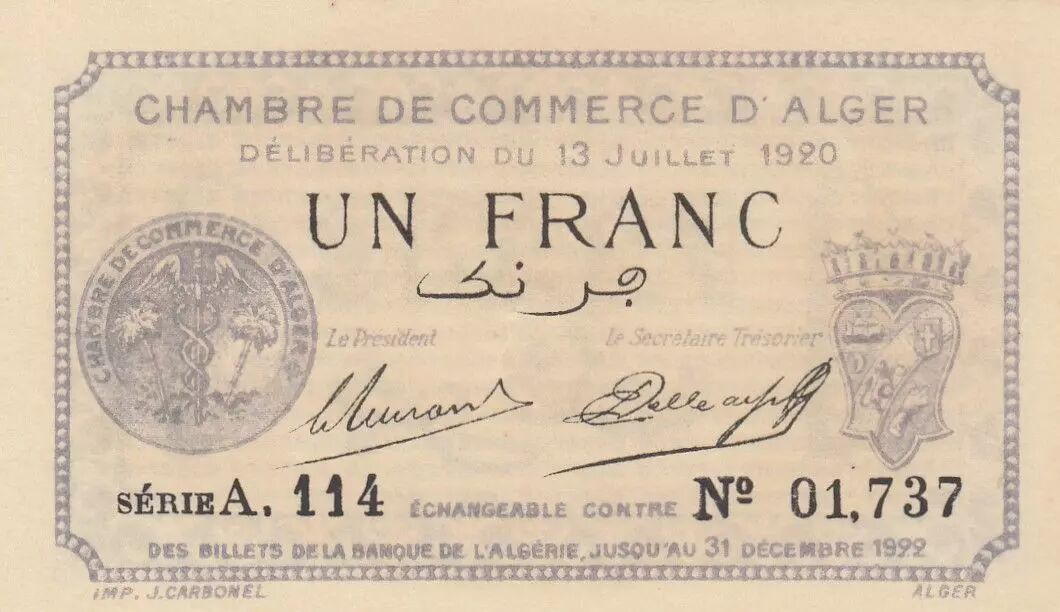 CHAMBRE DE COMMERCE D'ALGER
DÉLIBÉRATION DU 13 JUILLET 1920
UN FRANC
ڢرنک
CHAMBRE DE COMMERCE D'ALGER
Le Président
le Secrétaire Trésorier
SÉRIE A. 114 ÉCHANGEABLE CONTRE Nº 01,737
DES BILLETS DE LA BANQUE DE L'ALGÉRIE, JUSQU'AU 31 DÉCEMBRE 1922
IMP. J. CARBONEL
ALGER